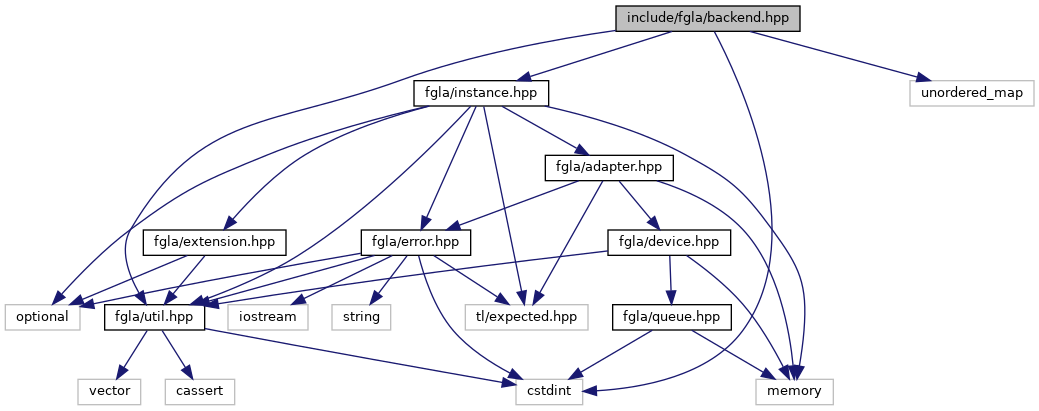 include/fgla/backend.hpp
fgla/instance.hpp
unordered_map
fgla/adapter.hpp
fgla/extension.hpp
fgla/error.hpp
fgla/device.hpp
optional
fgla/util.hpp
iostream
string
tl/expected.hpp
fgla/queue.hpp
vector
cassert
cstdint
memory